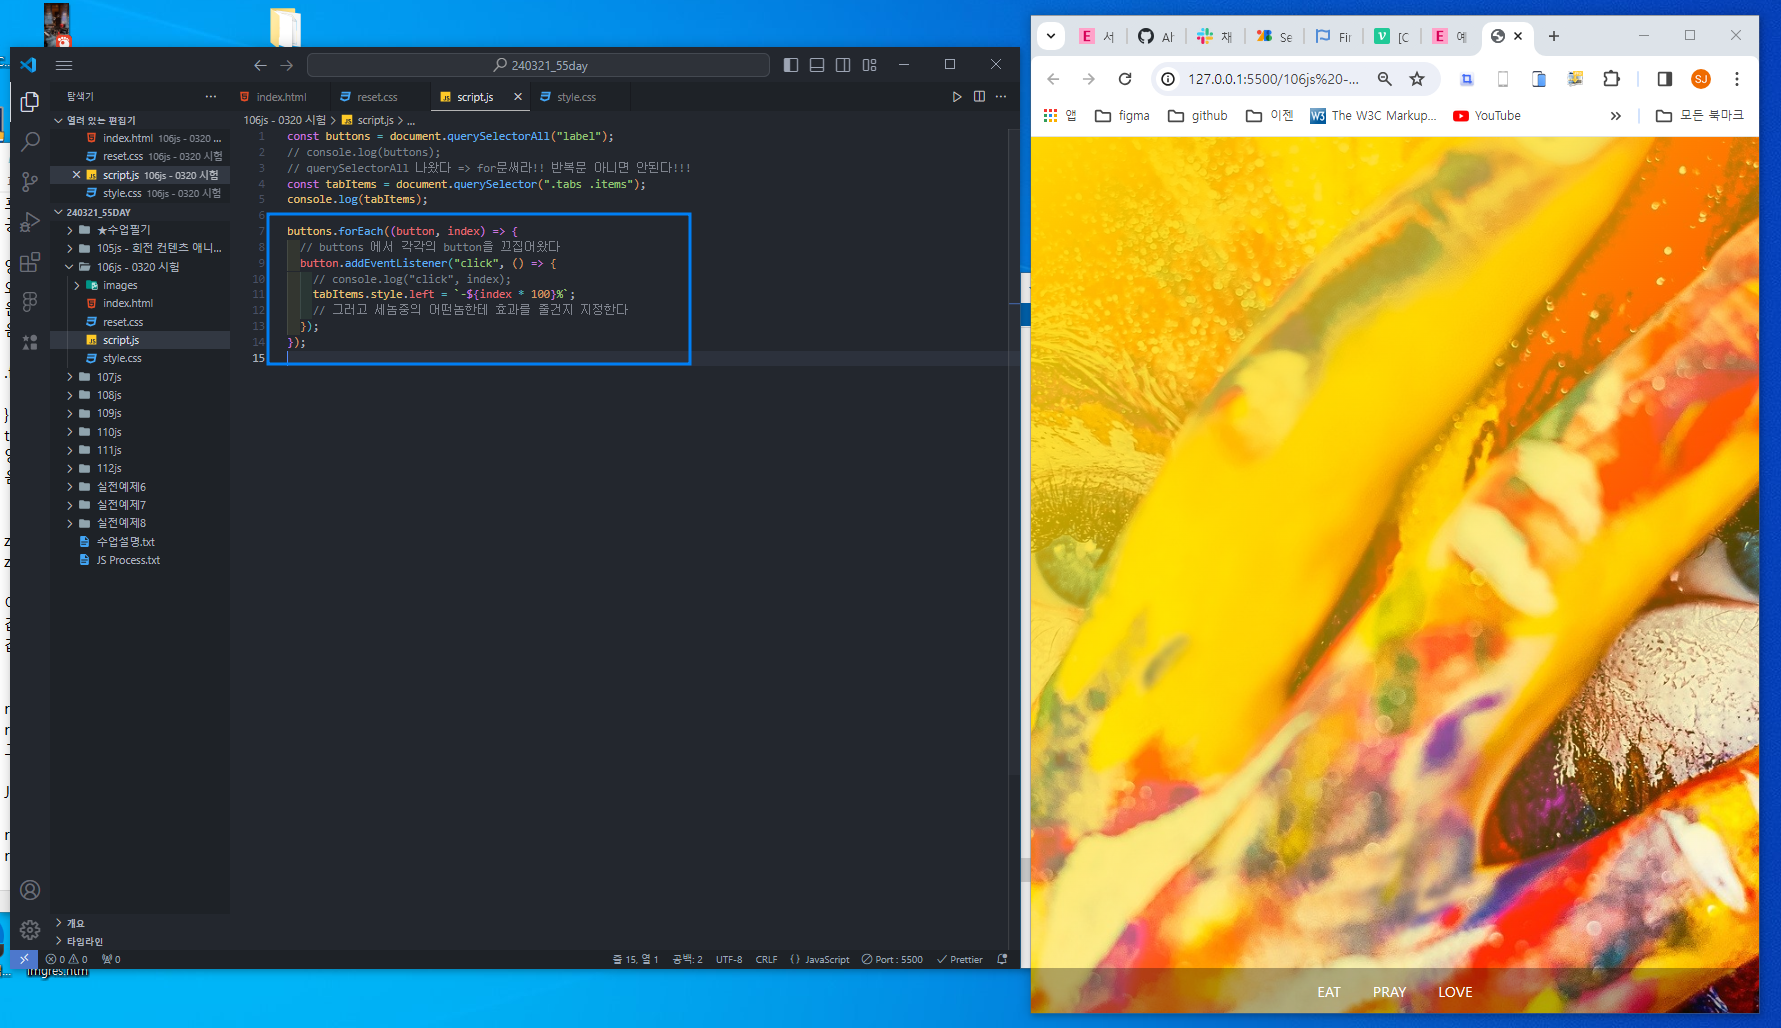 240321_55day
탐색기
index.html
reset.css
script.js
style.css
열려 있는 편집기
index.html 106js - 0320 ...
reset.css 106js - 0320 시험
script.js 106js - 0320 시험
style.css 106js - 0320 시험
240321_55DAY
★수업필기
105js - 회전 컨텐츠 애니...
106js - 0320 시험
images
index.html
reset.css
script.js
style.css
107js
108js
109js
110js
111js
112js
실전예제6
실전예제7
실전예제8
수업설명.txt
JS Process.txt
개요
타임라인
106js - 0320 시험 > script.js > ...
1 const buttons = document.querySelectorAll("label");
2 // console.log(buttons);
3 // querySelectorAll 나왔다 => for문써라!! 반복문 아니면 안된다!!!
4 const tabItems = document.querySelector(".tabs .items");
5 console.log(tabItems);
6
7 buttons.forEach((button, index) => {
8 // buttons 에서 각각의 button을 끄집어왔다
9 button.addEventListener("click", () => {
10 // console.log("click", index);
11 tabItems.style.left = `-${index * 100}%`;
12 // 그러고 세놈중의 어떤놈한테 효과를 줄건지 지정한다
13 });
14 });
15
0 0 0
줄 15, 열 1
공백: 2
UTF-8
CRLF
{} JavaScript
Port : 5500
Prettier
서
채
Se
Fir
[C
예
127.0.0.1:5500/106js%20-...
SJ
앱
figma
github
이젠
W3
The W3C Markup...
YouTube
모든 북마크
EAT
PRAY
LOVE